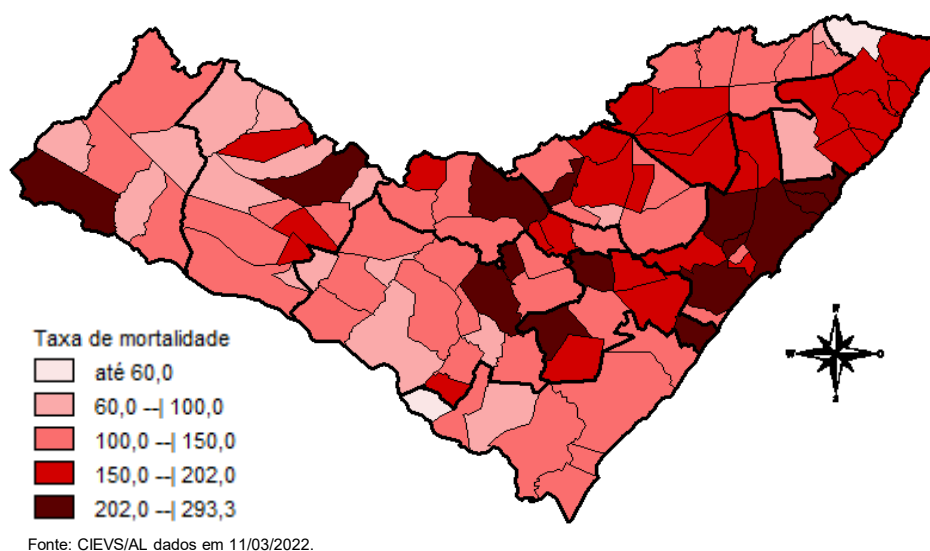 Taxa de mortalidade
até 60,0
60,0 --| 100,0
100,0 --| 150,0
150,0 --| 202,0
202,0 --| 293,3
Fonte: CIEVS/AL dados em 11/03/2022.